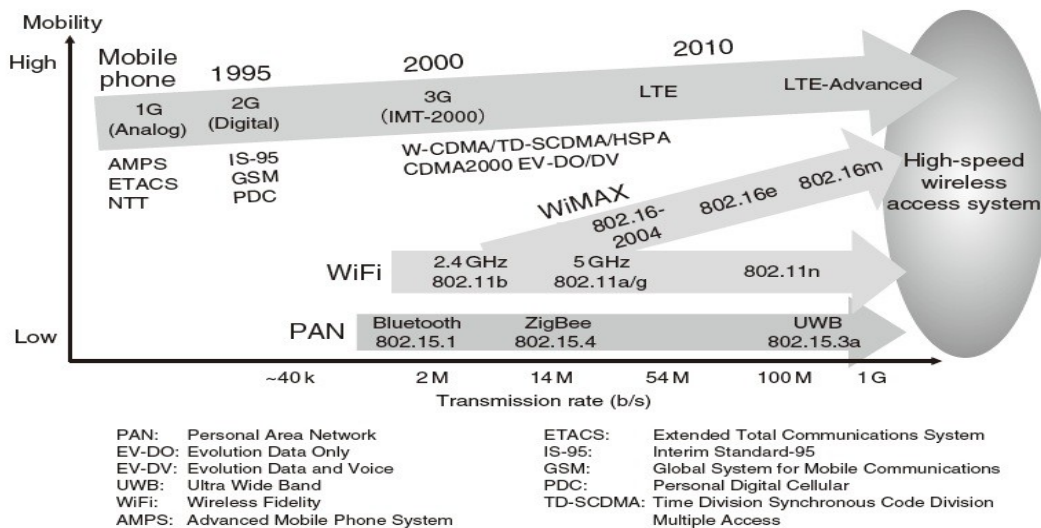 Mobility
High
Mobile phone
1995
2000
2010
1G (Analog)
2G (Digital)
3G (IMT-2000)
LTE
LTE-Advanced
AMPS
ETACS
NTT
IS-95
GSM
PDC
W-CDMA/TD-SCDMA/HSPA
CDMA2000 EV-DO/DV
High-speed
wireless
access system
WiMAX
802.16-
2004
802.16e
802.16m
WiFi
2.4 GHz
802.11b
5 GHz
802.11a/g
802.11n
Low
PAN
Bluetooth
802.15.1
ZigBee
802.15.4
UWB
802.15.3a
~40 k 2 M 14 M 54 M 100 M 1 G
Transmission rate (b/s)
PAN: Personal Area Network
EV-DO: Evolution Data Only
EV-DV: Evolution Data and Voice
UWB: Ultra Wide Band
WiFi: Wireless Fidelity
AMPS: Advanced Mobile Phone System
ETACS: Extended Total Communications System
IS-95: Interim Standard-95
GSM: Global System for Mobile Communications
PDC: Personal Digital Cellular
TD-SCDMA: Time Division Synchronous Code Division
Multiple Access